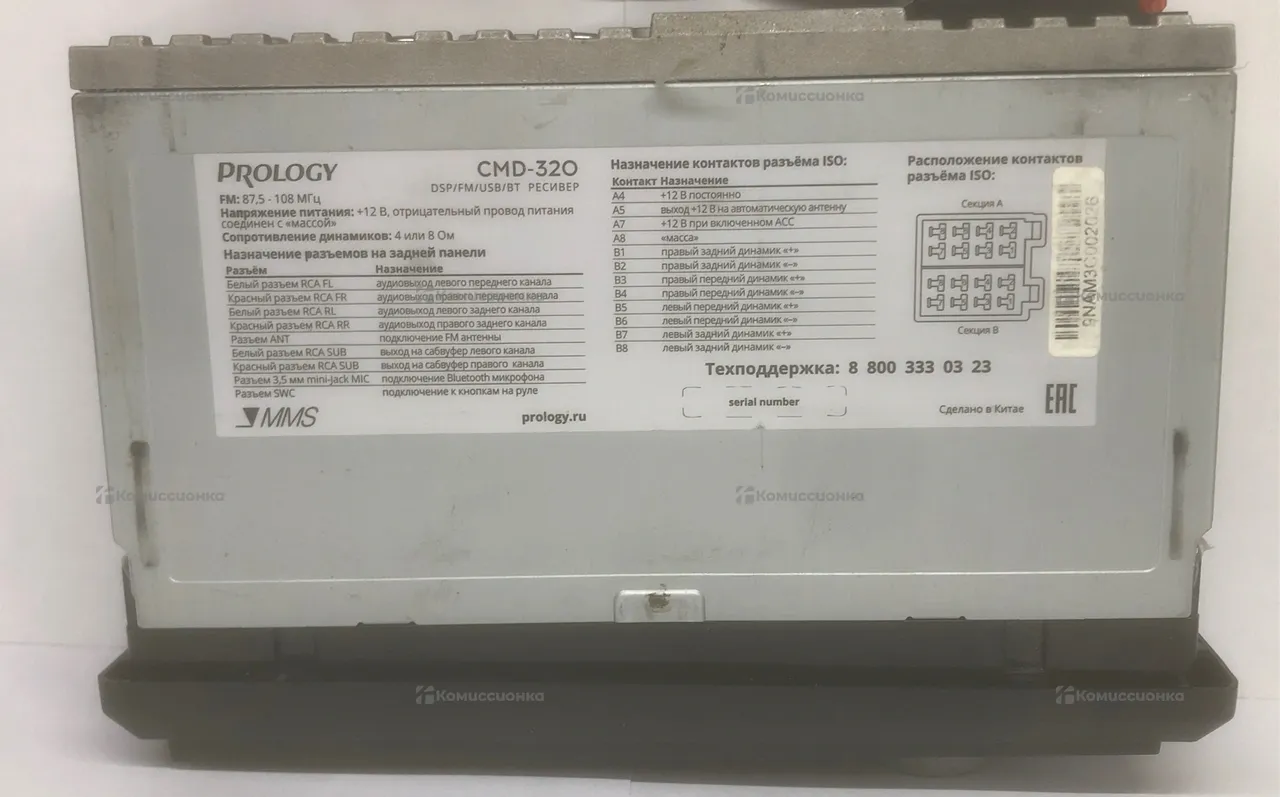 PROLOGY
CMD-320
DSP/FM/USB/BT РЕСИВЕР
FM: 87,5 - 108 МГц
Напряжение питания: +12 В, отрицательный провод питания
соединен с «массой»
Сопротивление динамиков: 4 или 8 Ом
Назначение разъемов на задней панели
Разъём Назначение
Белый разъем RCA FL аудиовыход левого переднего канала
Красный разъем RCA FR аудиовыход правого переднего канала
Белый разъем RCA RL аудиовыход левого заднего канала
Красный разъем RCA RR аудиовыход правого заднего канала
Разъем ANT подключение FM антенны
Белый разъем RCA SUB выход на сабвуфер левого канала
Красный разъем RCA SUB выход на сабвуфер правого канала
Разъем 3,5 мм mini-Jack MIC подключение Bluetooth микрофона
Разъем SWC подключение к кнопкам на руле
MMS
prology.ru
Назначение контактов разъёма ISO:
Контакт Назначение
A4 +12 В постоянно
A5 выход +12 В на автоматическую антенну
A7 +12 В при включенном ACC
A8 «масса»
B1 правый задний динамик «+»
B2 правый задний динамик «–»
B3 правый передний динамик «+»
B4 правый передний динамик «–»
B5 левый передний динамик «+»
B6 левый передний динамик «–»
B7 левый задний динамик «+»
B8 левый задний динамик «–»
Расположение контактов
разъёма ISO:
Секция A
Секция B
Техподдержка: 8 800 333 03 23
serial number
Сделано в Китае
EAC
Комиссионка
Комиссионка
Комиссионка
Комиссионка
Комиссионка
Комиссионка
Комиссионка